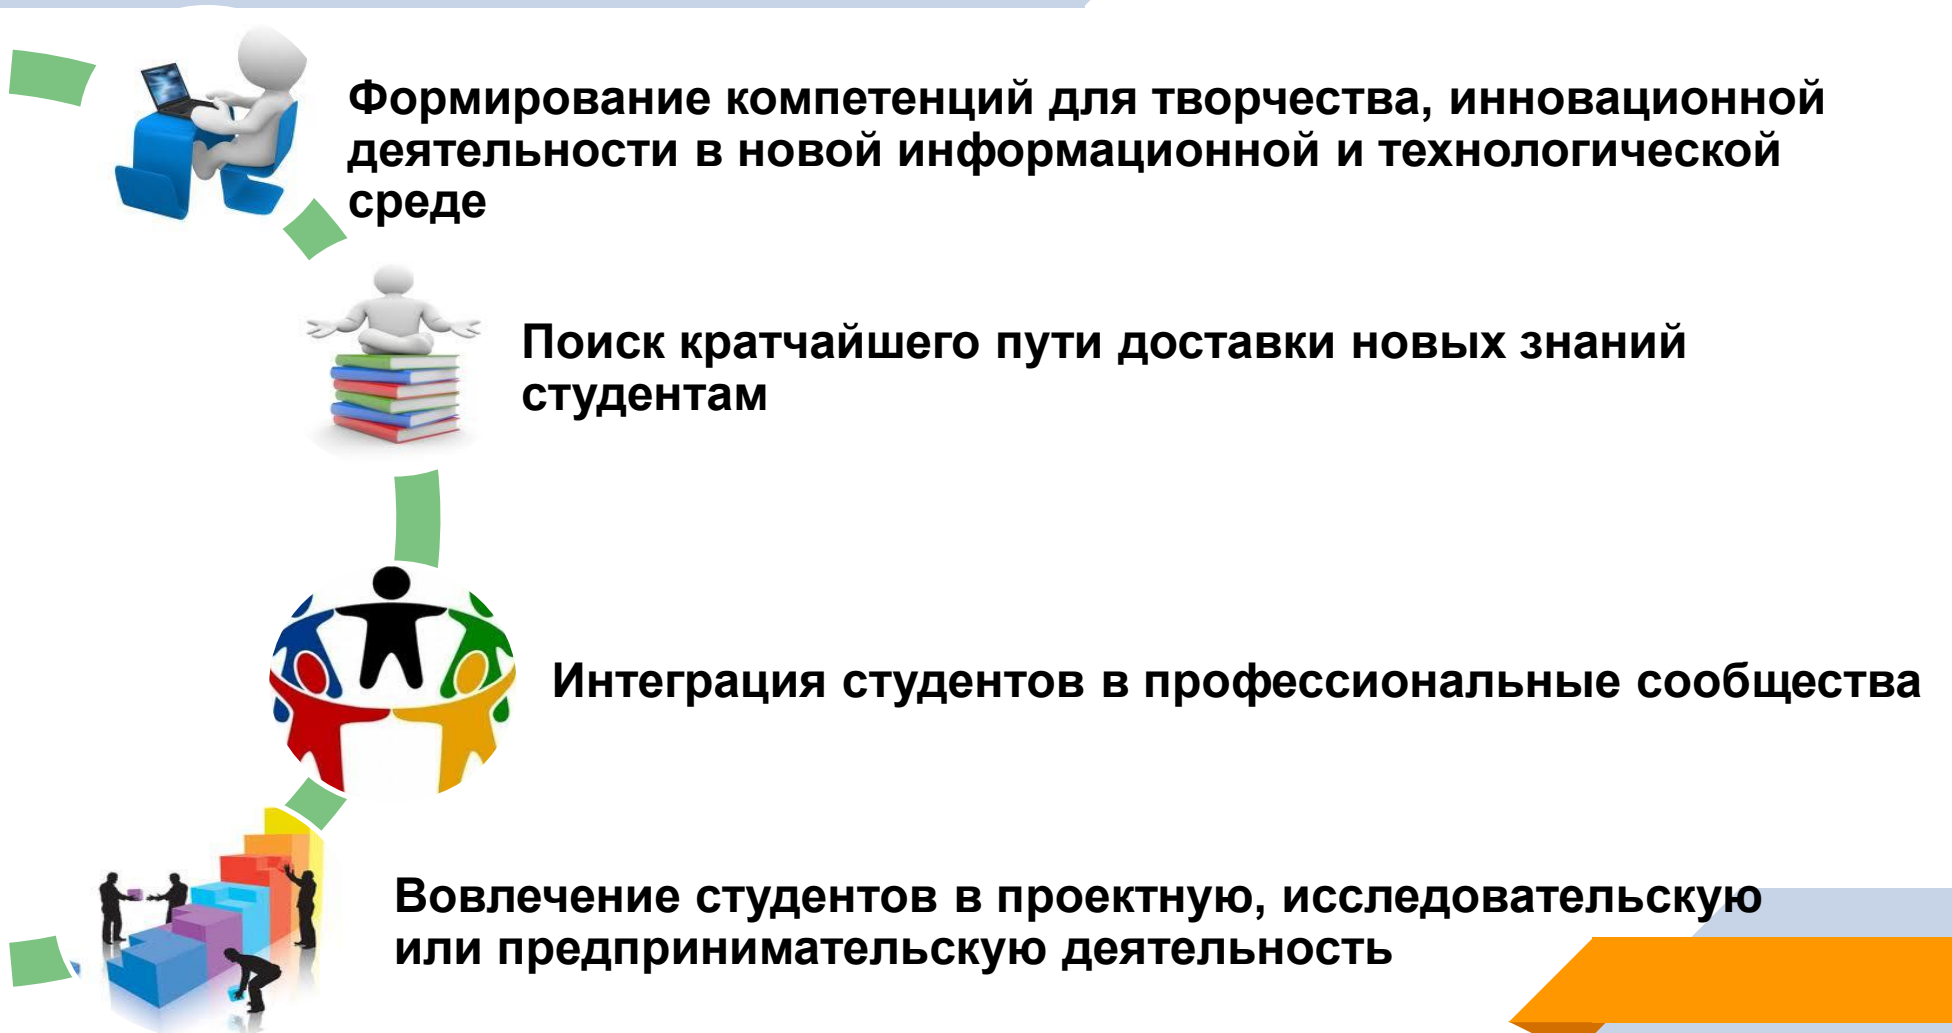 Формирование компетенций для творчества, инновационной
деятельности в новой информационной и технологической
среде
Поиск кратчайшего пути доставки новых знаний
студентам
Интеграция студентов в профессиональные сообщества
Вовлечение студентов в проектную, исследовательскую
или предпринимательскую деятельность